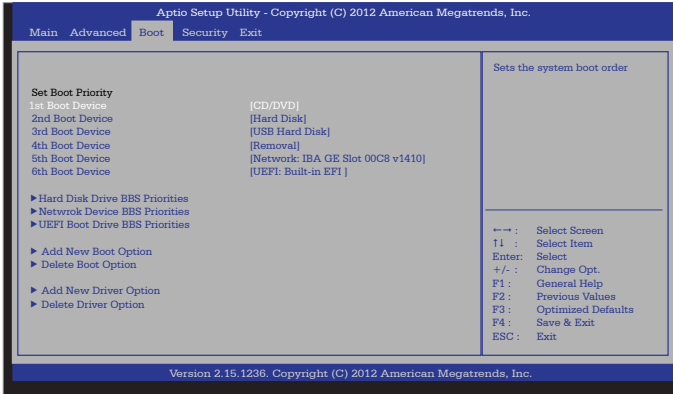 Aptio Setup Utility - Copyright (C) 2012 American Megatrends, Inc.
Main Advanced Boot Security Exit
Set Boot Priority
1st Boot Device [CD/DVD]
2nd Boot Device [Hard Disk]
3rd Boot Device [USB Hard Disk]
4th Boot Device [Removal]
5th Boot Device [Network: IBA GE Slot 00C8 v1410]
6th Boot Device [UEFI: Built-in EFI ]
▶Hard Disk Drive BBS Priorities
▶Netwrok Device BBS Priorities
▶UEFI Boot Drive BBS Priorities
▶ Add New Boot Option
▶ Delete Boot Option
▶ Add New Driver Option
▶ Delete Driver Option
Sets the system boot order
←→ : Select Screen
↑↓ : Select Item
Enter: Select
+/- : Change Opt.
F1 : General Help
F2 : Previous Values
F3 : Optimized Defaults
F4 : Save & Exit
ESC : Exit
Version 2.15.1236. Copyright (C) 2012 American Megatrends, Inc.